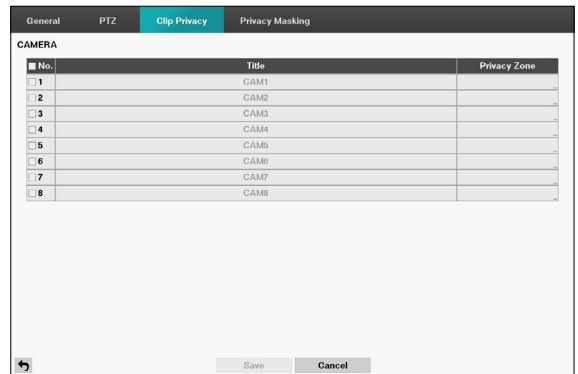 General PTZ Clip Privacy Privacy Masking
CAMERA
No. Title Privacy Zone
1 CAM1 ...
2 CAM2 ...
3 CAM3 ...
4 CAM4 ...
5 CAM5 ...
6 CAM6 ...
7 CAM7 ...
8 CAM8 ...
Save Cancel